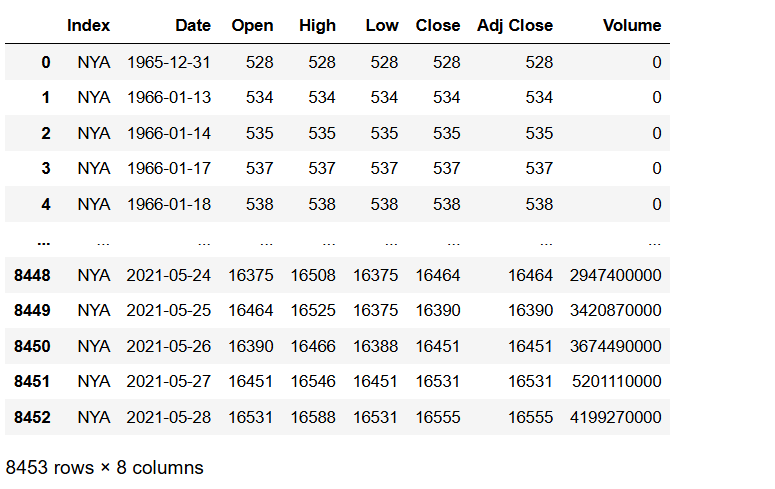 Index Date Open High Low Close Adj Close Volume
0 NYA 1965-12-31 528 528 528 528 528 0
1 NYA 1966-01-13 534 534 534 534 534 0
2 NYA 1966-01-14 535 535 535 535 535 0
3 NYA 1966-01-17 537 537 537 537 537 0
4 NYA 1966-01-18 538 538 538 538 538 0
... ... ... ... ... ... ... ... ...
8448 NYA 2021-05-24 16375 16508 16375 16464 16464 2947400000
8449 NYA 2021-05-25 16464 16525 16375 16390 16390 3420870000
8450 NYA 2021-05-26 16390 16466 16388 16451 16451 3674490000
8451 NYA 2021-05-27 16451 16546 16451 16531 16531 5201110000
8452 NYA 2021-05-28 16531 16588 16531 16555 16555 4199270000
8453 rows × 8 columns